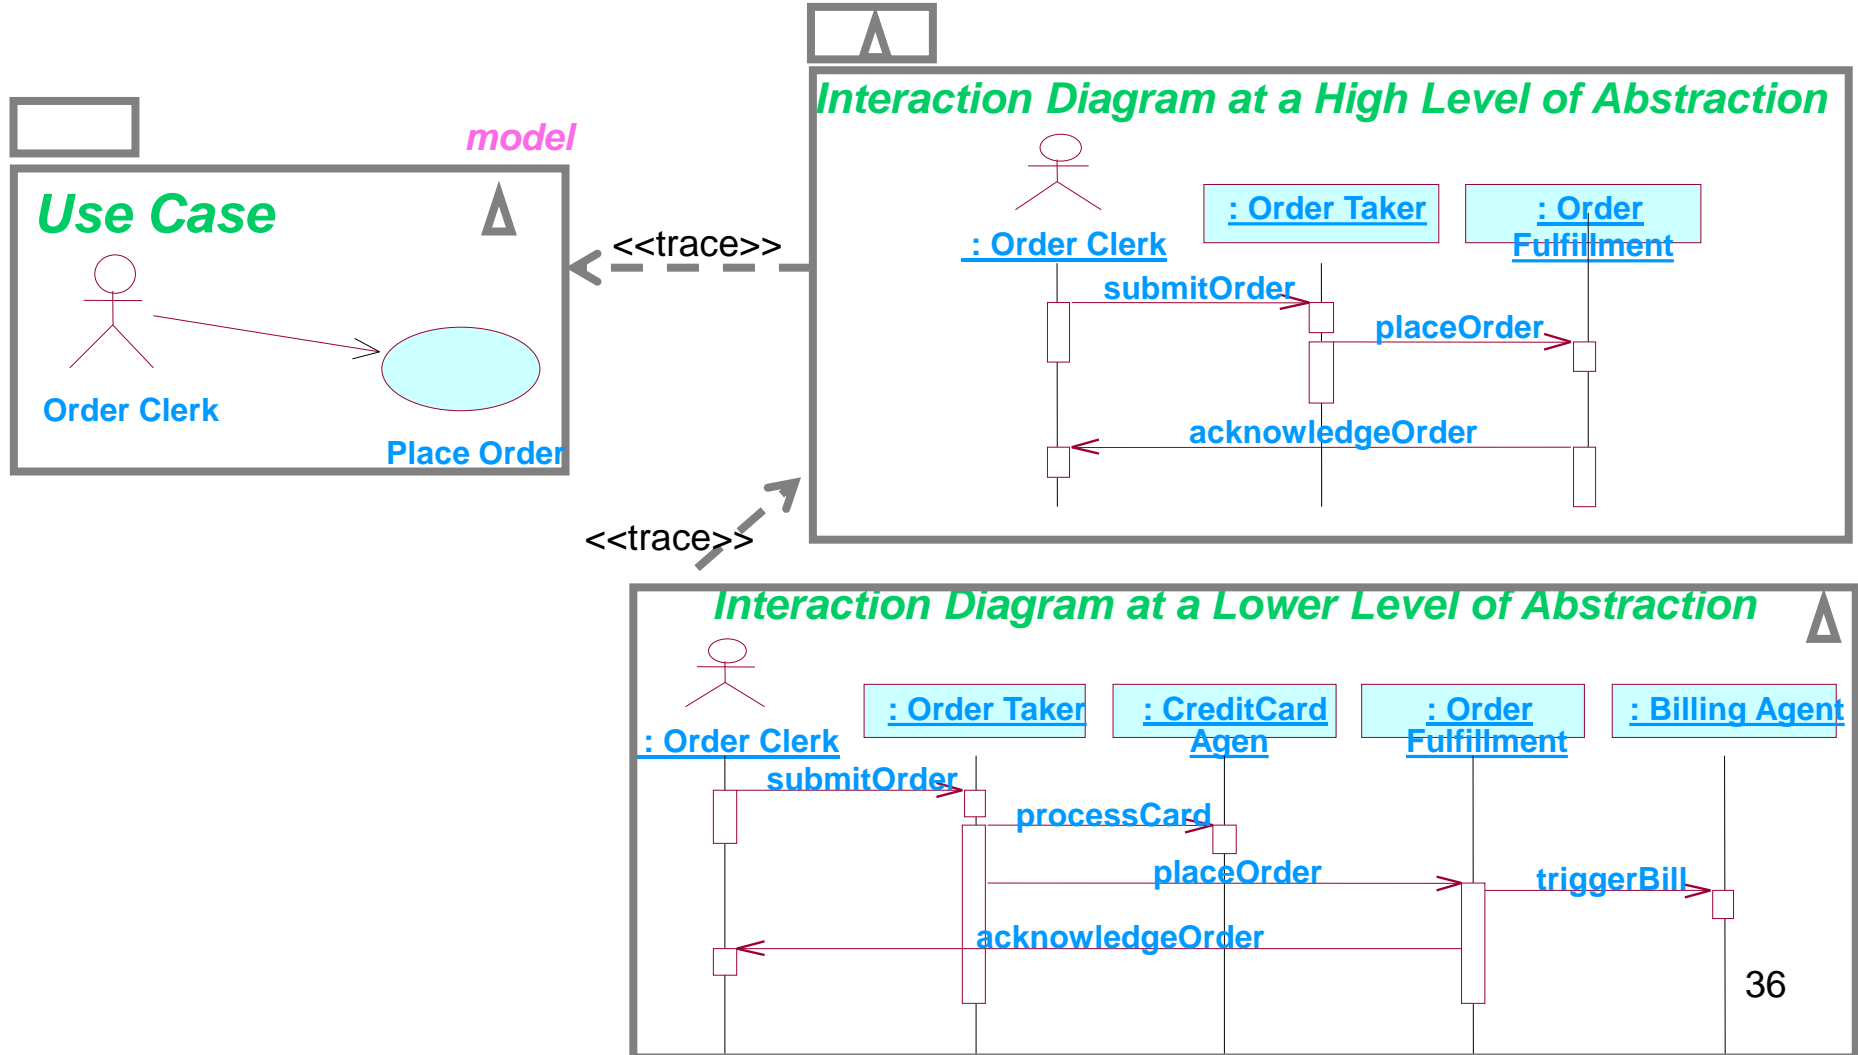 model
Use Case
Order Clerk
Place Order
<<trace>>
Interaction Diagram at a High Level of Abstraction
: Order Clerk
: Order Taker
: Order
Fulfillment
submitOrder
placeOrder
acknowledgeOrder
<<trace>>
Interaction Diagram at a Lower Level of Abstraction
: Order Clerk
: Order Taker
: CreditCard
Agen
: Order
Fulfillment
: Billing Agent
submitOrder
processCard
placeOrder
triggerBill
acknowledgeOrder
36